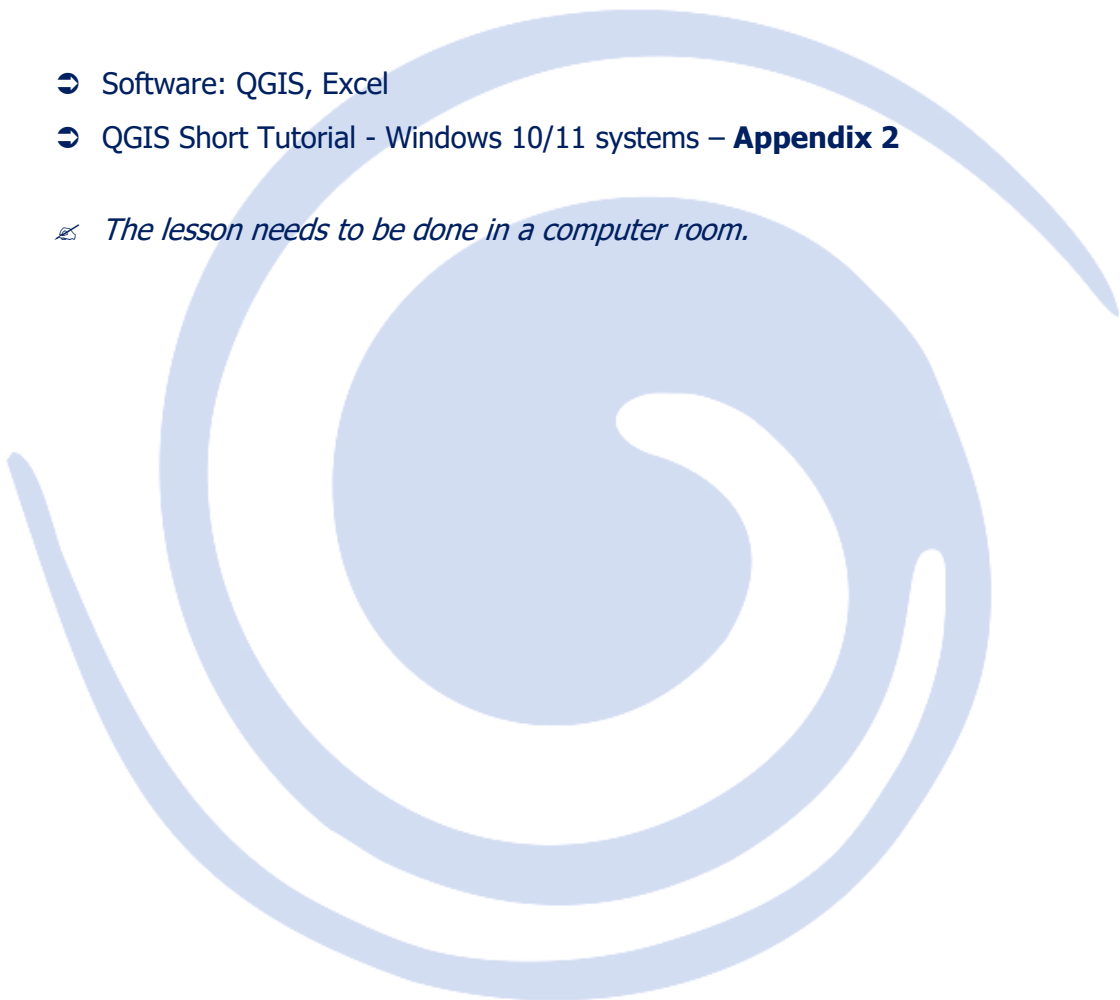 ➲ Software: QGIS, Excel
➲ QGIS Short Tutorial - Windows 10/11 systems – Appendix 2
✍ The lesson needs to be done in a computer room.